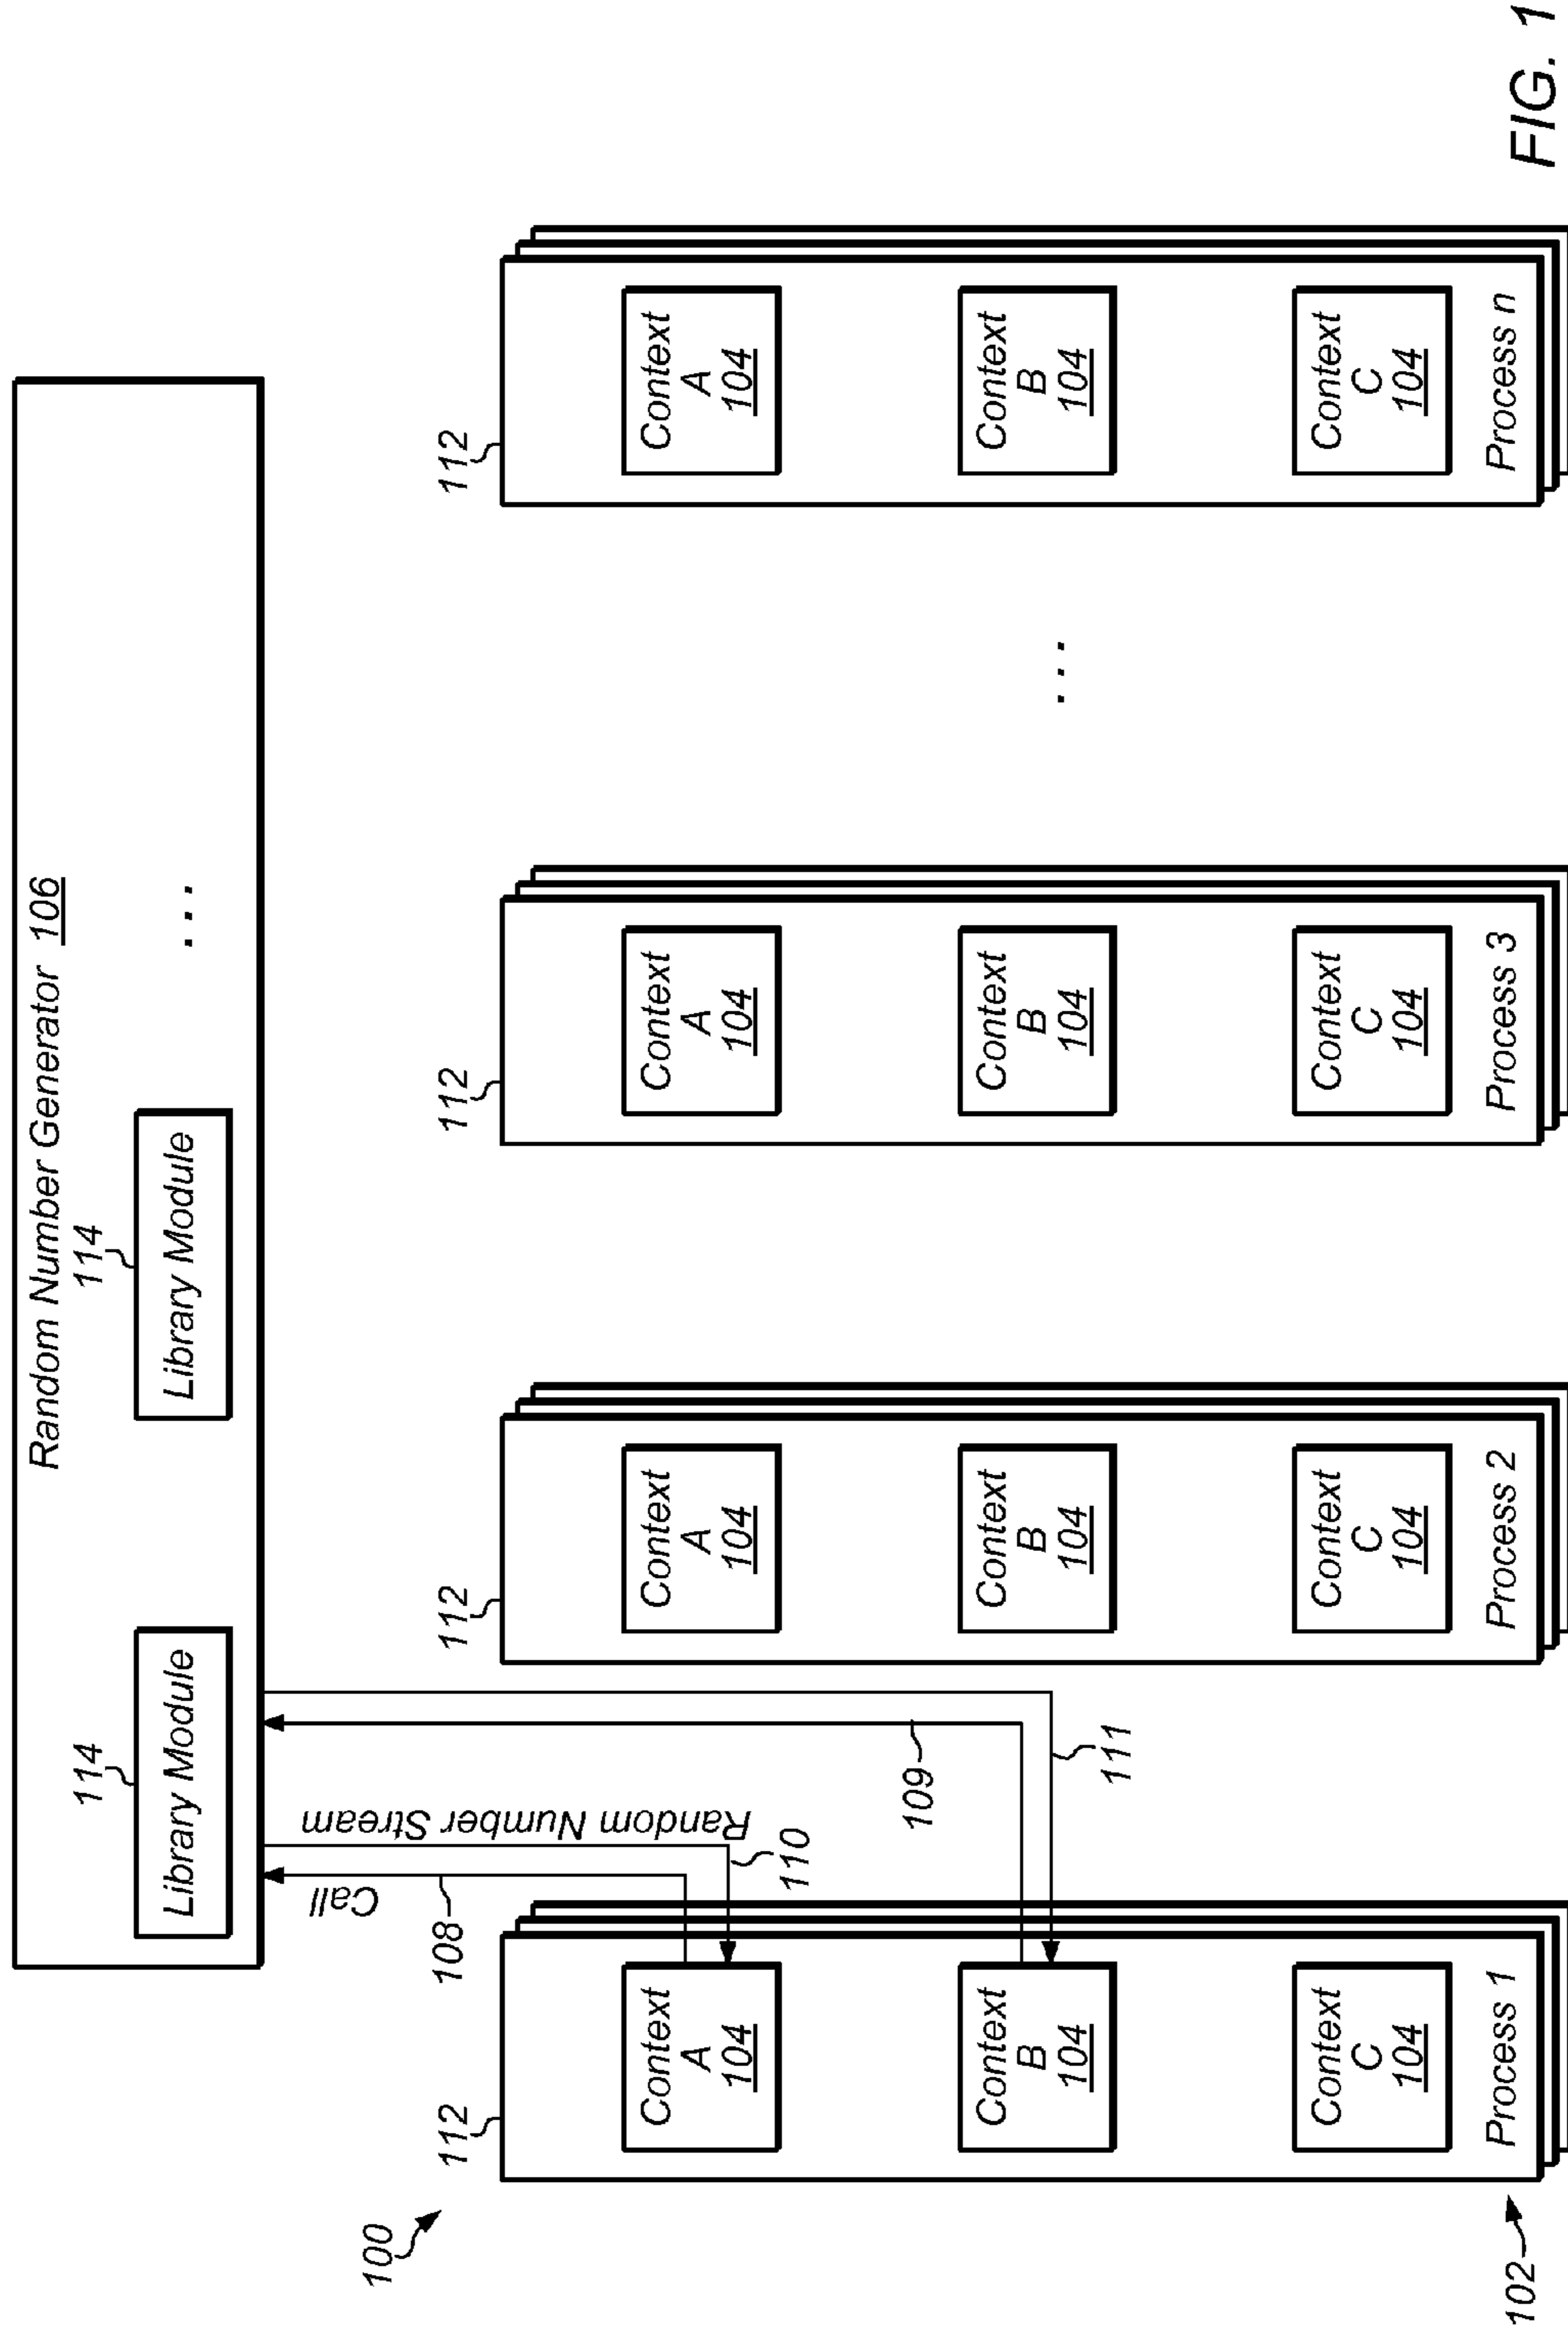 Random Number Generator 106
114
114
Library Module
Library Module
...
Call
Random Number Stream
100
108
110
109
111
112
112
112
112
Context
A
104
Context
A
104
Context
A
104
Context
A
104
Context
B
104
Context
B
104
Context
B
104
...
Context
B
104
Context
C
104
Context
C
104
Context
C
104
Context
C
104
Process 1
Process 2
Process 3
Process n
102
FIG. 1